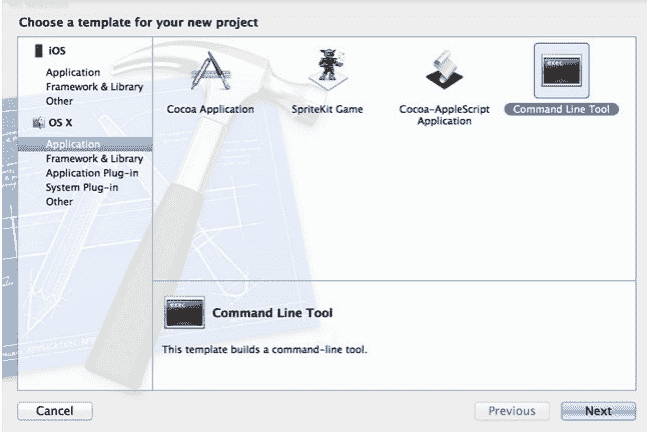 Choose a template for your new project
iOS
Application
Framework & Library
Other
OS X
Application
Framework & Library
Application Plug-in
System Plug-in
Other
Cocoa Application
SpriteKit Game
Cocoa-AppleScript
Application
Command Line Tool
Command Line Tool
This template builds a command-line tool.
Cancel
Previous
Next